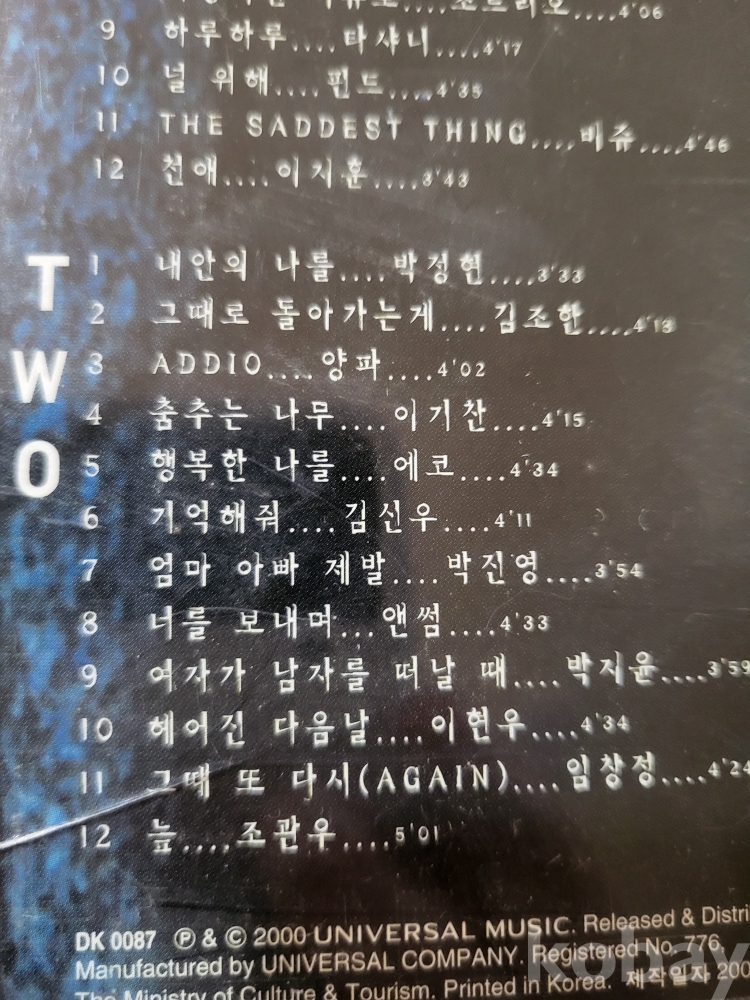 4'06
9 하루하루....타샤니....4'17
10 널 위해....핀드....4'35
11 THE SADDEST THING....비쥬....4'46
12 천애....이지훈....3'43
TWO
1 내안의 나를....박정현....3'33
2 그때로 돌아가는게....김조한....4'13
3 ADDIO....양파....4'02
4 춤추는 나무....이기찬....4'15
5 행복한 나를....에코....4'34
6 기억해줘....김신우....4'11
7 엄마 아빠 제발....박진영....3'54
8 너를 보내며...앤썸....4'33
9 여자가 남자를 떠날 때....박지윤....3'59
10 헤어진 다음날....이현우....4'34
11 그때 또 다시(AGAIN)....임창정....4'24
12 늪....조관우....5'01
DK 0087 ℗ & © 2000 UNIVERSAL MUSIC. Released & Distri
Manufactured by UNIVERSAL COMPANY. Registered No, 776,
The Ministry of Culture & Tourism. Printed in Korea. 제작일자 200
kobay